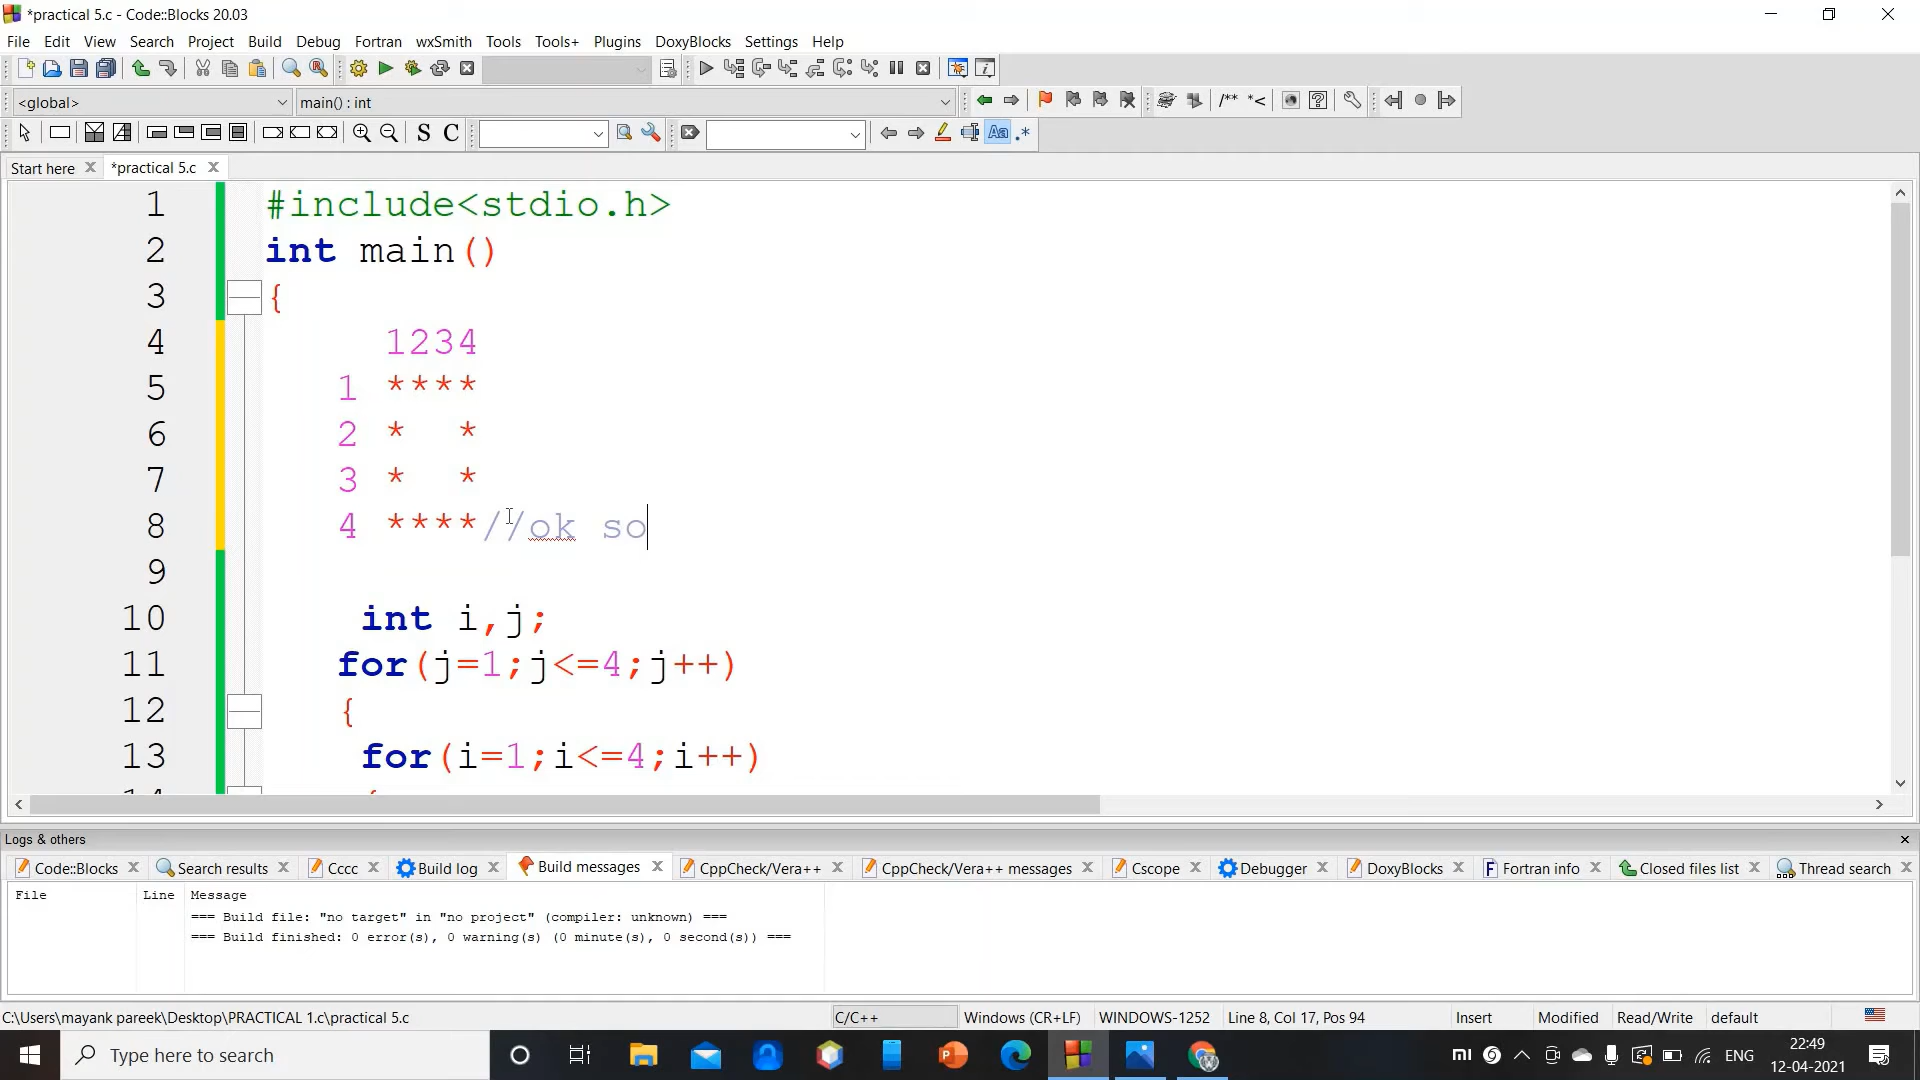 *practical 5.c - Code::Blocks 20.03
File Edit View Search Project Build Debug Fortran wxSmith Tools Tools+ Plugins DoxyBlocks Settings Help
<global> main() : int
/** *<
S C Aa .*
Start here *practical 5.c
1 #include<stdio.h>
2 int main()
3 {
4 1234
5 1 ****
6 2 *  *
7 3 *  *
8 4 ****//ok so
9
10 int i,j;
11 for(j=1;j<=4;j++)
12 {
13 for(i=1;i<=4;i++)
Logs & others
Code::Blocks Search results Cccc Build log Build messages CppCheck/Vera++ CppCheck/Vera++ messages Cscope Debugger DoxyBlocks Fortran info Closed files list Thread search
File Line Message
=== Build file: "no target" in "no project" (compiler: unknown) ===
=== Build finished: 0 error(s), 0 warning(s) (0 minute(s), 0 second(s)) ===
C:\Users\mayank pareek\Desktop\PRACTICAL 1.c\practical 5.c C/C++ Windows (CR+LF) WINDOWS-1252 Line 8, Col 17, Pos 94 Insert Modified Read/Write default
Type here to search mi ENG 22:49
12-04-2021